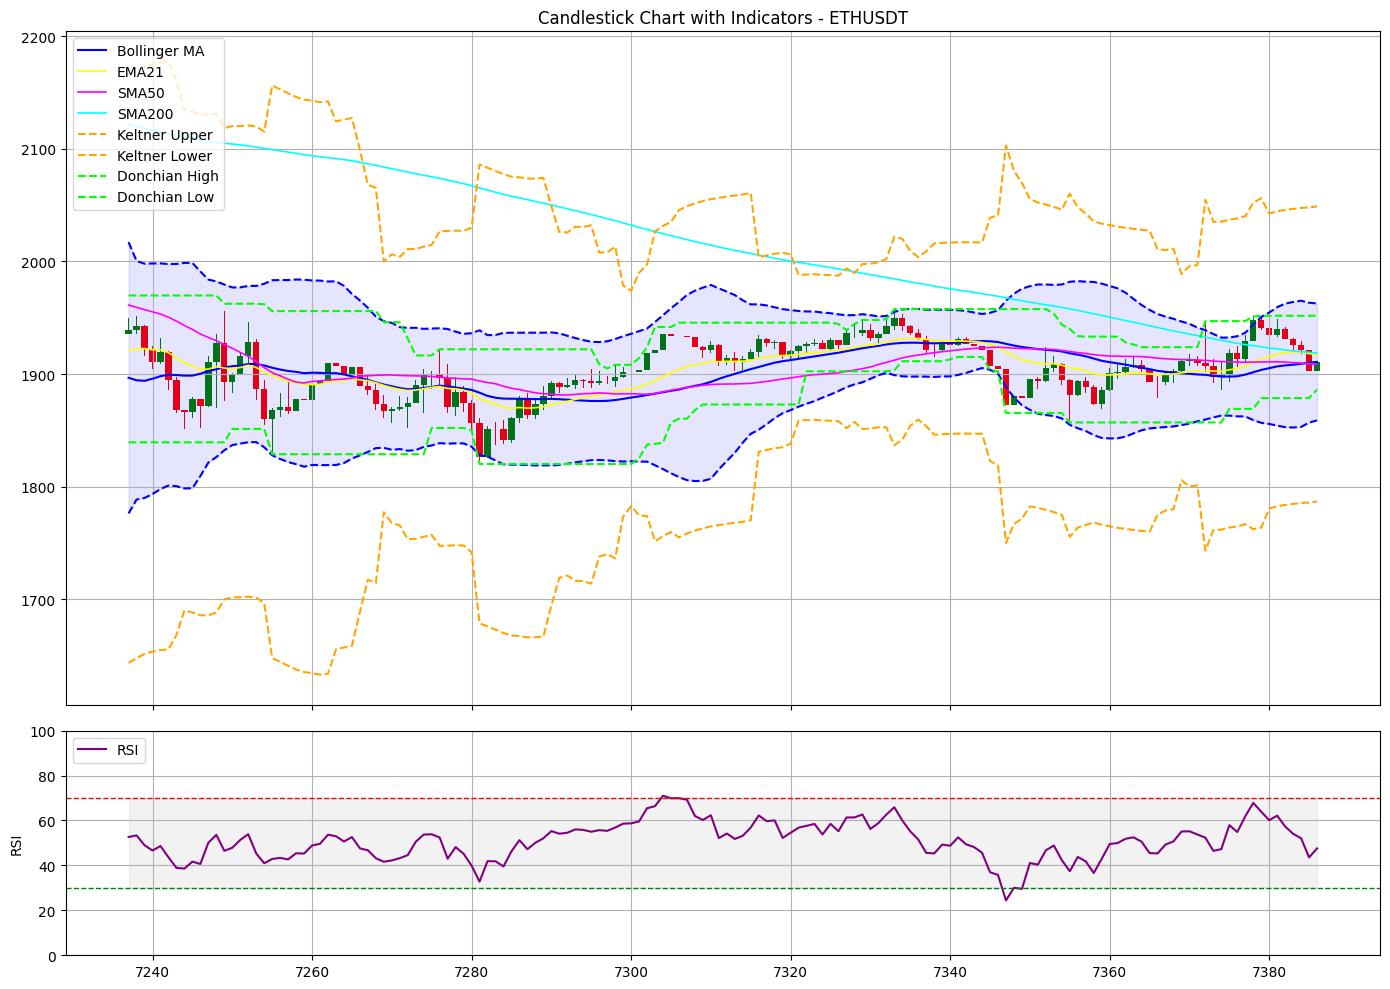 Candlestick Chart with Indicators - ETHUSDT
2200
2100
2000
1900
1800
1700
Bollinger MA
EMA21
SMA50
SMA200
Keltner Upper
Keltner Lower
Donchian High
Donchian Low
RSI
100
80
60
40
20
0
RSI
7240 7260 7280 7300 7320 7340 7360 7380